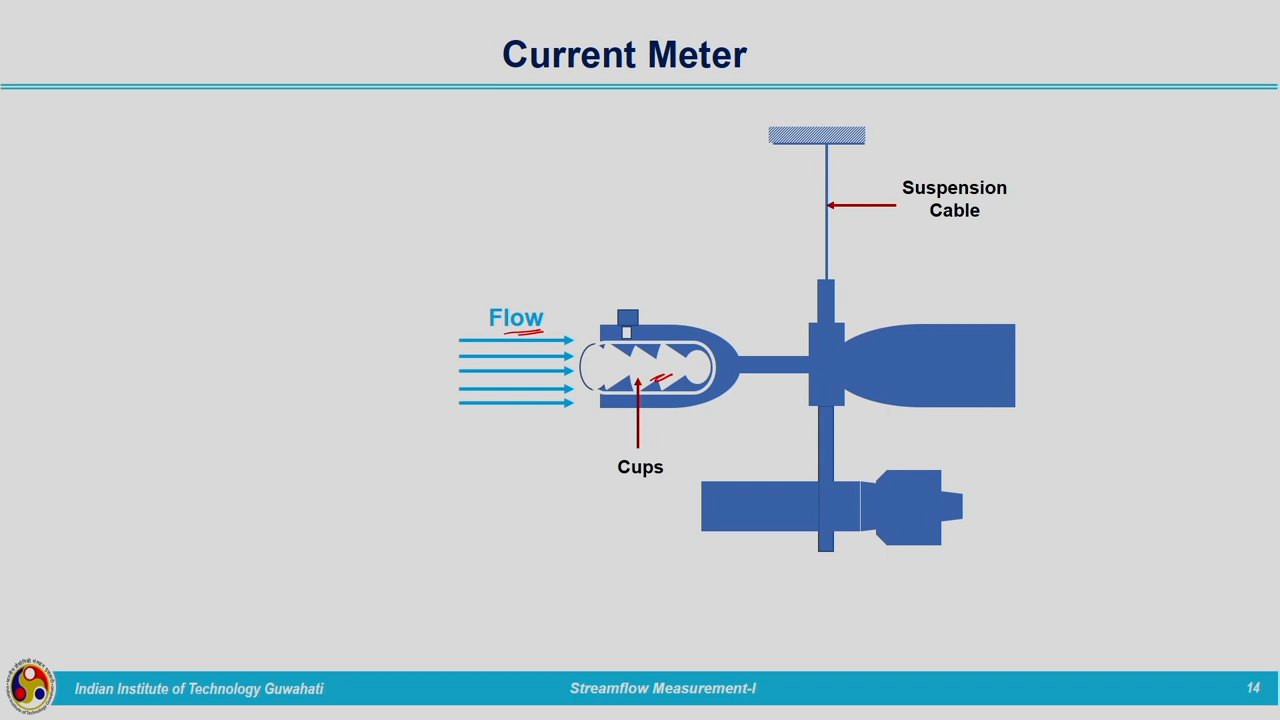 Current Meter
Suspension
Cable
Flow
Cups
Indian Institute of Technology Guwahati
Streamflow Measurement-I
14